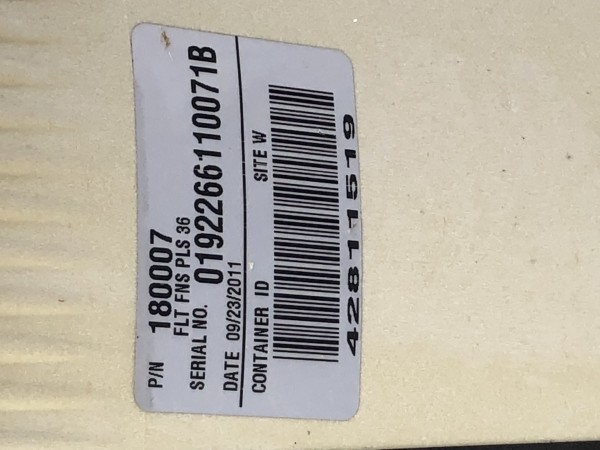 P/N 180007
FLT FNS PLS 36
SERIAL NO. 0192266110071B
DATE 09/23/2011
CONTAINER ID SITE W
42811519